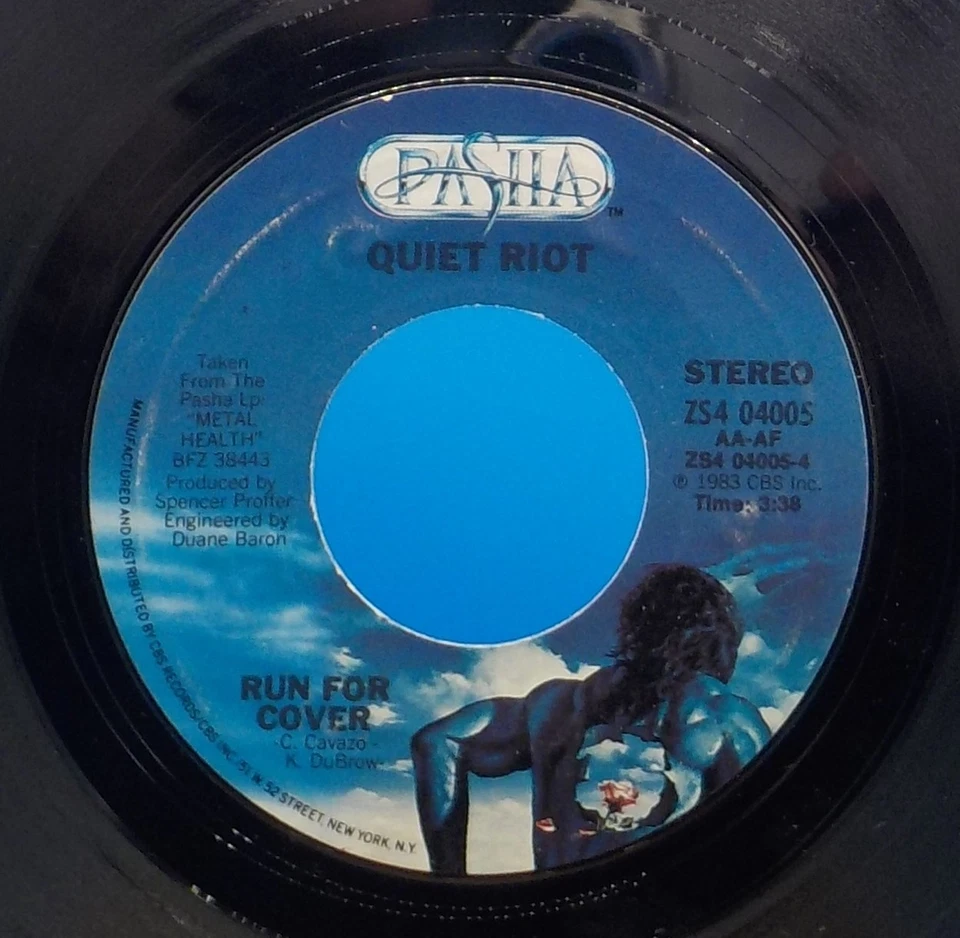 PASHA
TM
QUIET RIOT
Taken
From The
Pasha Lp
"METAL
HEALTH"
BFZ 38443
Produced by
Spencer Proffer
Engineered by
Duane Baron
STEREO
ZS4 04005
AA-AF
ZS4 04005-4
℗ 1983 CBS Inc.
Time: 3:38
RUN FOR
COVER
-C. Cavazo -
K. DuBrow-
MANUFACTURED AND DISTRIBUTED BY CBS RECORDS/CBS INC./51 W. 52 STREET, NEW YORK, N.Y.